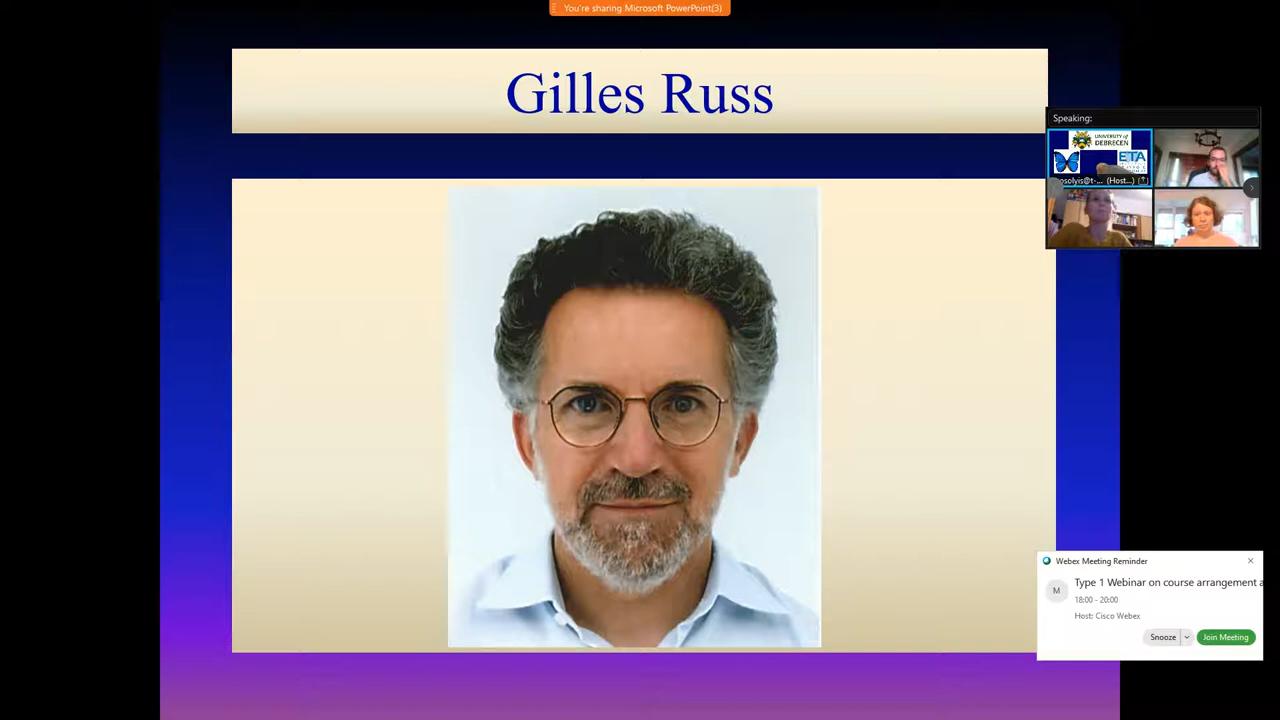 You're sharing Microsoft PowerPoint(3)
Gilles Russ
Speaking:
UNIVERSITY of
DEBRECEN
ETA
(Host...)
Webex Meeting Reminder
Type 1 Webinar on course arrangement a
M
18:00 - 20:00
Host: Cisco Webex
Snooze
Join Meeting